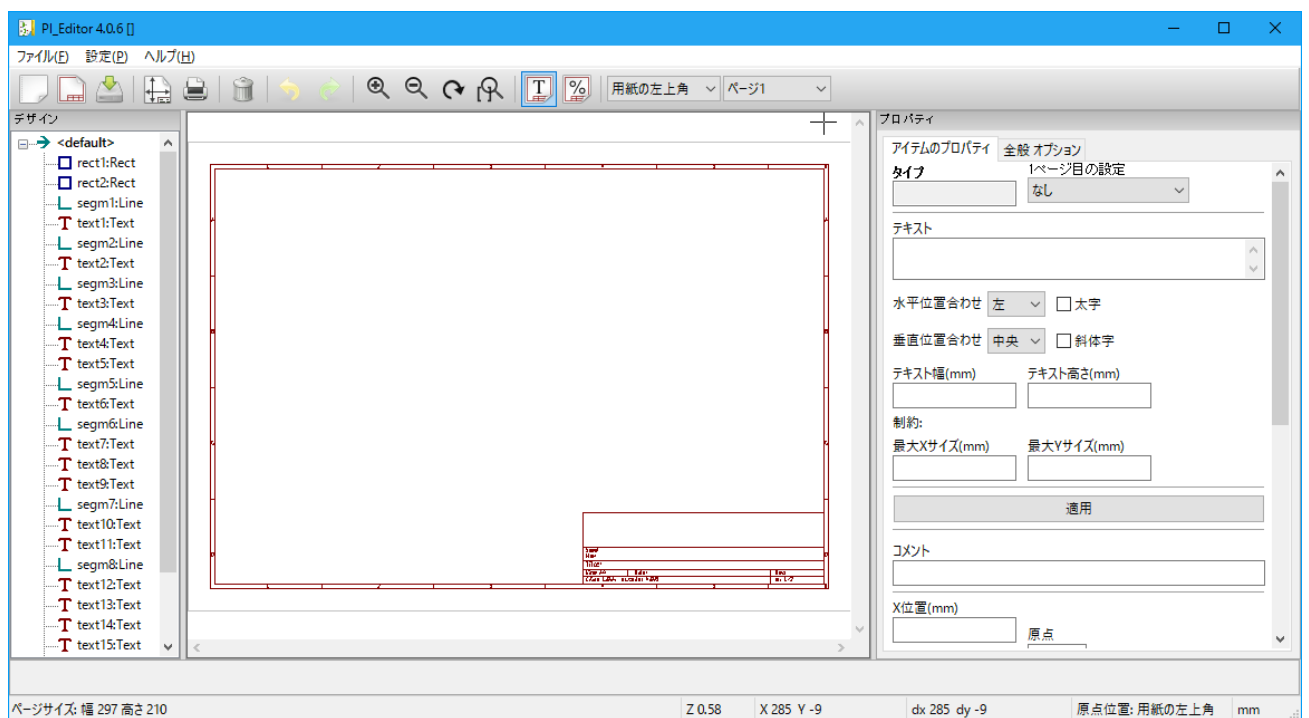 Pl_Editor 4.0.6 []
ファイル(F) 設定(P) ヘルプ(H)
用紙の左上角 ページ1
デザイン
<default>
rect1:Rect
rect2:Rect
segm1:Line
text1:Text
segm2:Line
text2:Text
segm3:Line
text3:Text
segm4:Line
text4:Text
text5:Text
segm5:Line
text6:Text
segm6:Line
text7:Text
text8:Text
text9:Text
segm7:Line
text10:Text
text11:Text
segm8:Line
text12:Text
text13:Text
text14:Text
text15:Text
プロパティ
アイテムのプロパティ 全般 オプション
タイプ 1ページ目の設定
なし
テキスト
水平位置合わせ 左 太字
垂直位置合わせ 中央 斜体字
テキスト幅(mm) テキスト高さ(mm)
制約:
最大Xサイズ(mm) 最大Yサイズ(mm)
適用
コメント
X位置(mm)
原点
ページサイズ: 幅 297 高さ 210 Z 0.58 X 285 Y -9 dx 285 dy -9 原点位置: 用紙の左上角 mm